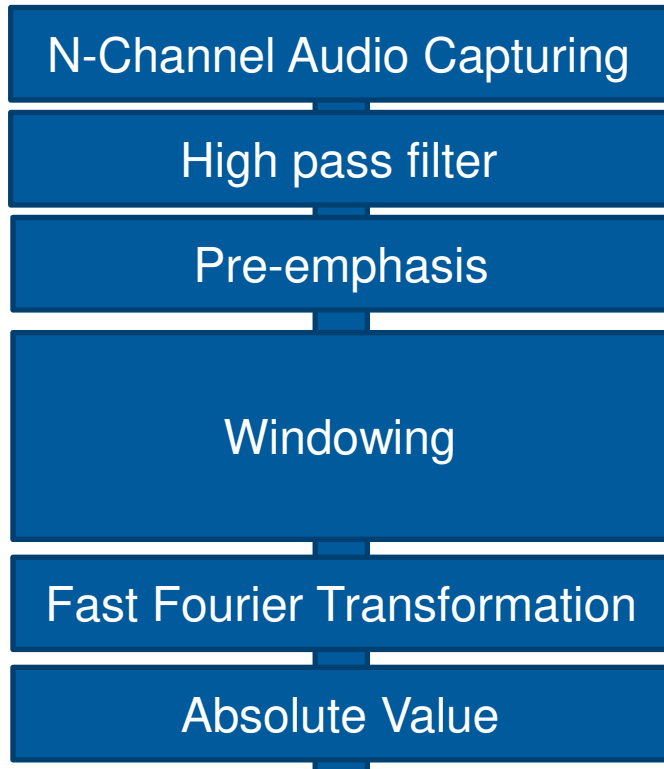 N-Channel Audio Capturing
High pass filter
Pre-emphasis
Windowing
Fast Fourier Transformation
Absolute Value